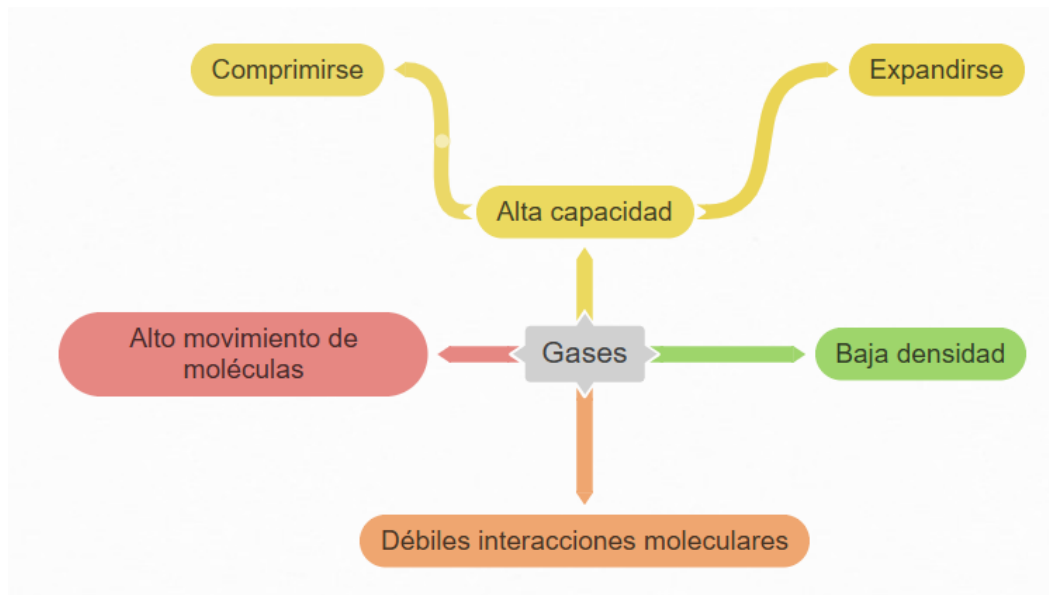 Comprimirse
Expandirse
Alta capacidad
Alto movimiento de
moléculas
Gases
Baja densidad
Débiles interacciones moleculares